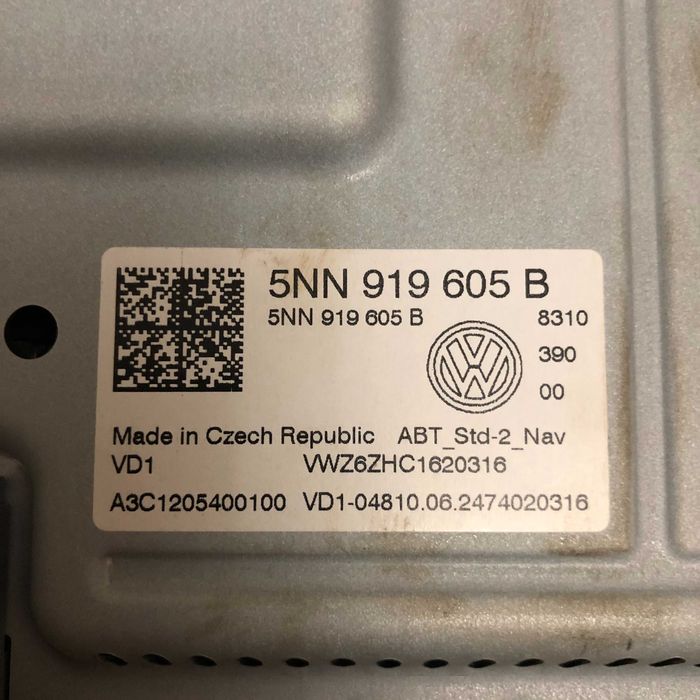 5NN 919 605 B
5NN 919 605 B 8310
390
00
Made in Czech Republic ABT_Std-2_Nav
VD1 VWZ6ZHC1620316
A3C1205400100 VD1-04810.06.2474020316